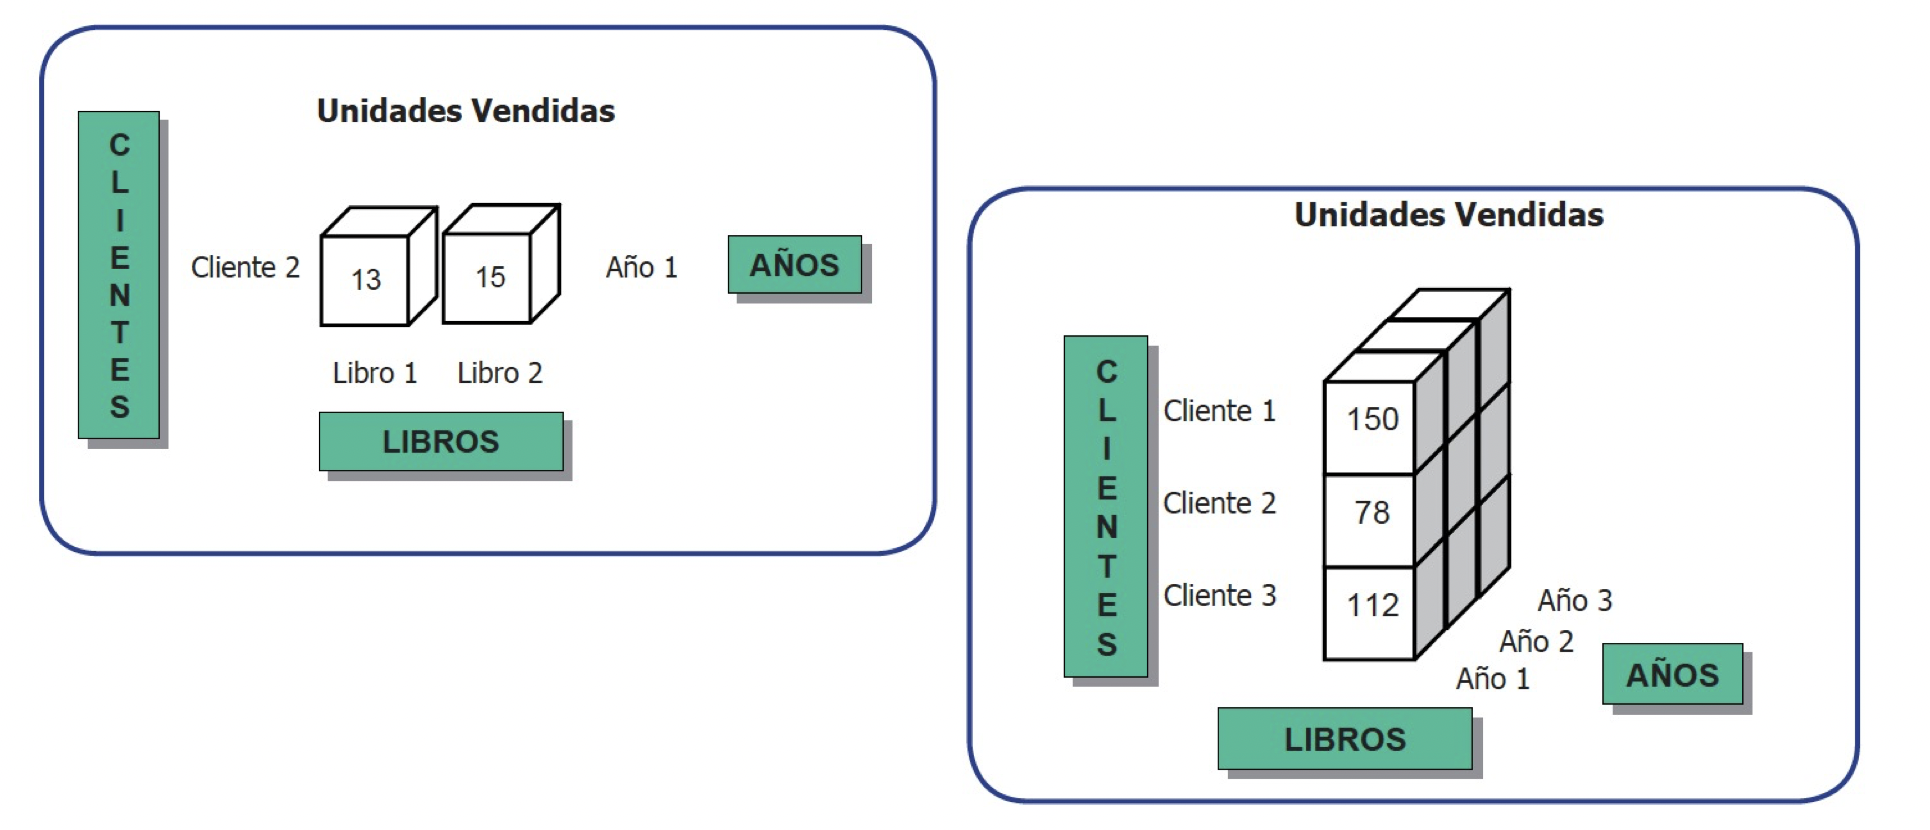 Unidades Vendidas
CLIENTES
Cliente 2
13
15
Año 1
AÑOS
Libro 1
Libro 2
LIBROS
Unidades Vendidas
CLIENTES
Cliente 1
150
Cliente 2
78
Cliente 3
112
Año 3
Año 2
Año 1
AÑOS
LIBROS